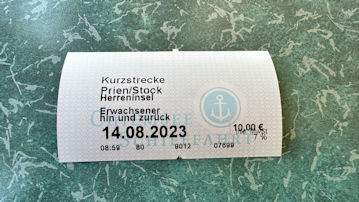 Kurzstrecke
Prien/Stock
Herreninsel
Erwachsener
hin und zurück
14.08.2023
10,00 €
7 %
08:59 80 9012 07699
SCHIFFFAHRT